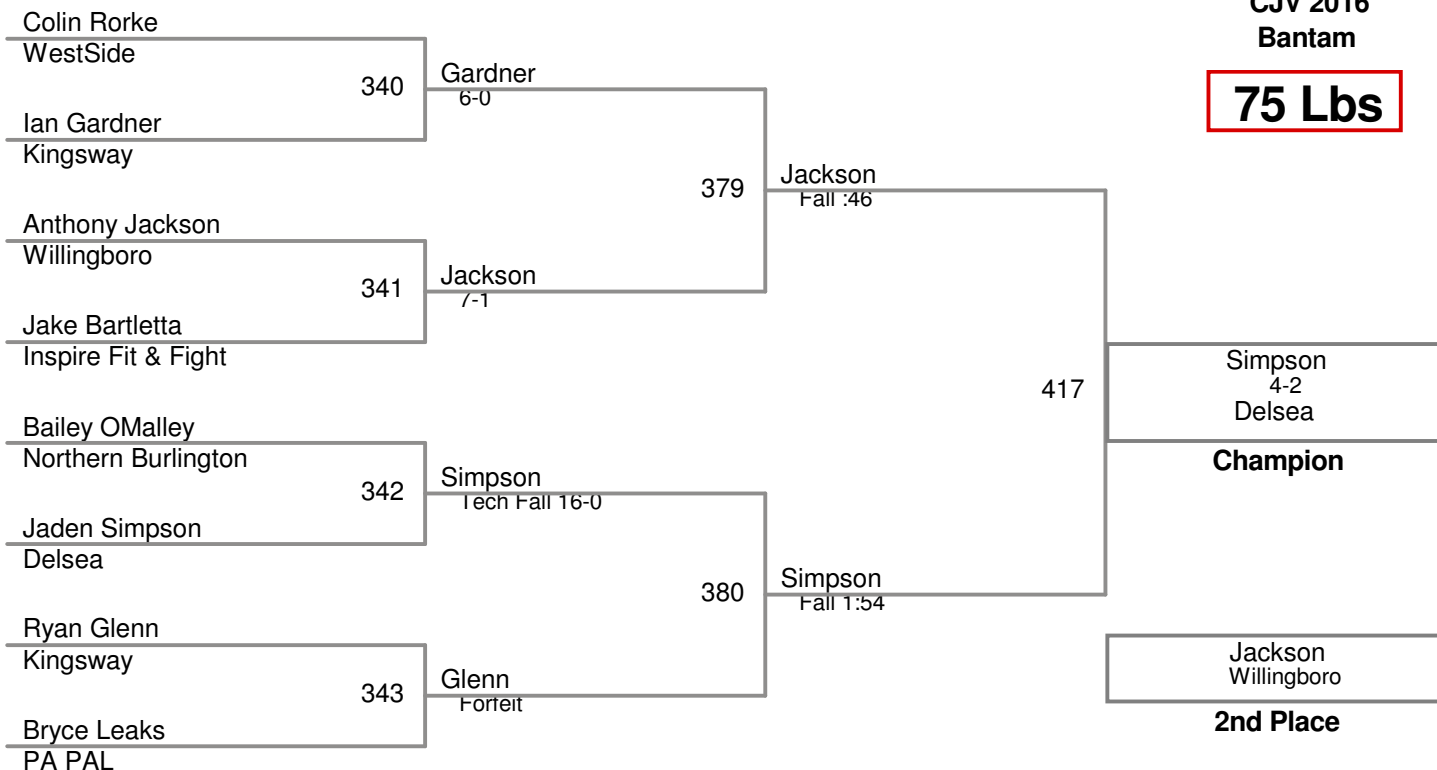 CJV 2016
Bantam
75 Lbs
Colin Rorke
WestSide
340
Gardner
6-0
Ian Gardner
Kingsway
379
Jackson
Fall :46
Anthony Jackson
Willingboro
341
Jackson
7-1
Jake Bartletta
Inspire Fit & Fight
417
Simpson
4-2
Delsea
Champion
Bailey OMalley
Northern Burlington
342
Simpson
Tech Fall 16-0
Jaden Simpson
Delsea
380
Simpson
Fall 1:54
Ryan Glenn
Kingsway
343
Glenn
Forfeit
Bryce Leaks
PA PAL
Jackson
Willingboro
2nd Place